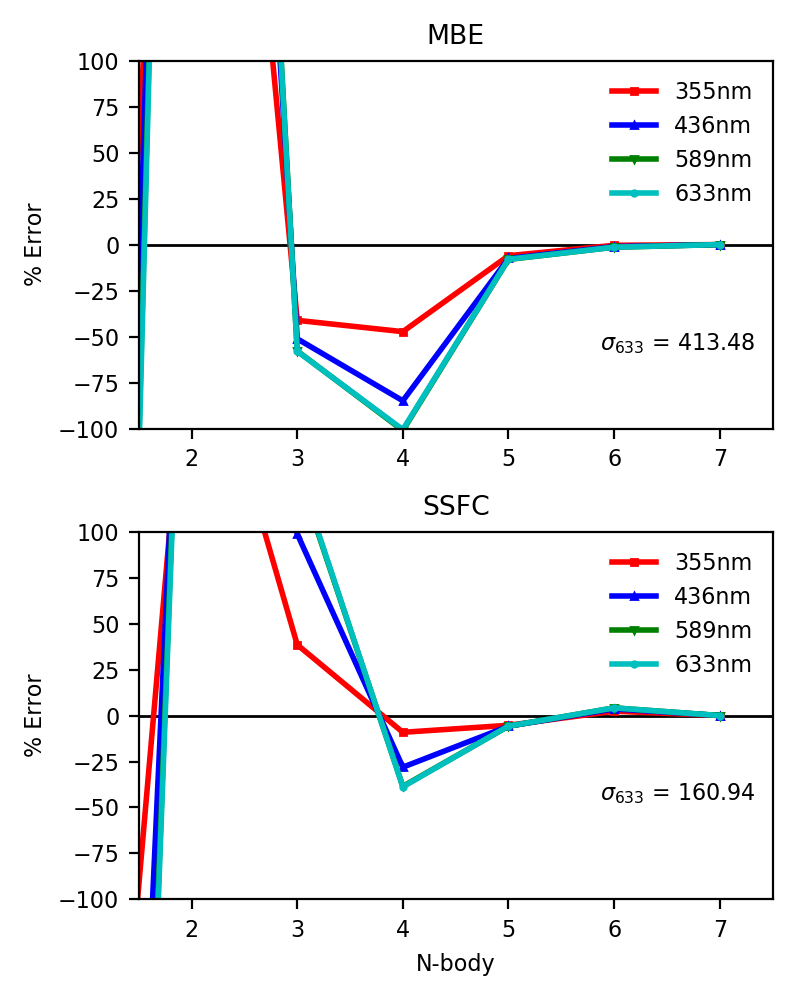 MBE
100
75
50
25
0
−25
−50
−75
−100
% Error
355nm
436nm
589nm
633nm
σ633 = 413.48
2 3 4 5 6 7
SSFC
100
75
50
25
0
−25
−50
−75
−100
% Error
355nm
436nm
589nm
633nm
σ633 = 160.94
2 3 4 5 6 7
N-body